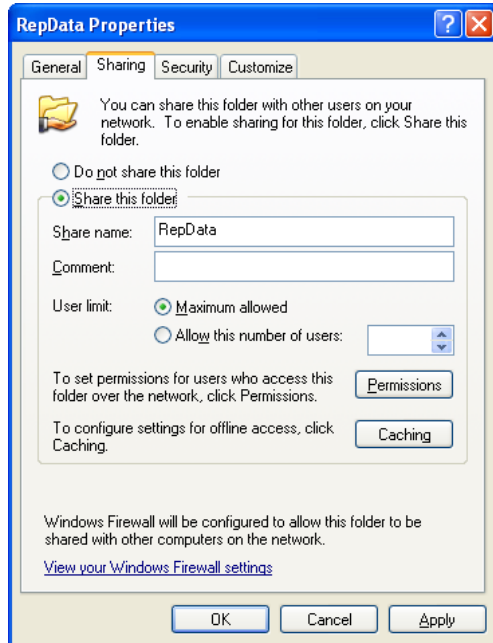 RepData Properties
General Sharing Security Customize
You can share this folder with other users on your
network. To enable sharing for this folder, click Share this
folder.
Do not share this folder
Share this folder
Share name: RepData
Comment:
User limit: Maximum allowed
Allow this number of users:
To set permissions for users who access this
folder over the network, click Permissions.
Permissions
To configure settings for offline access, click
Caching.
Caching
Windows Firewall will be configured to allow this folder to be
shared with other computers on the network.
View your Windows Firewall settings
OK Cancel Apply